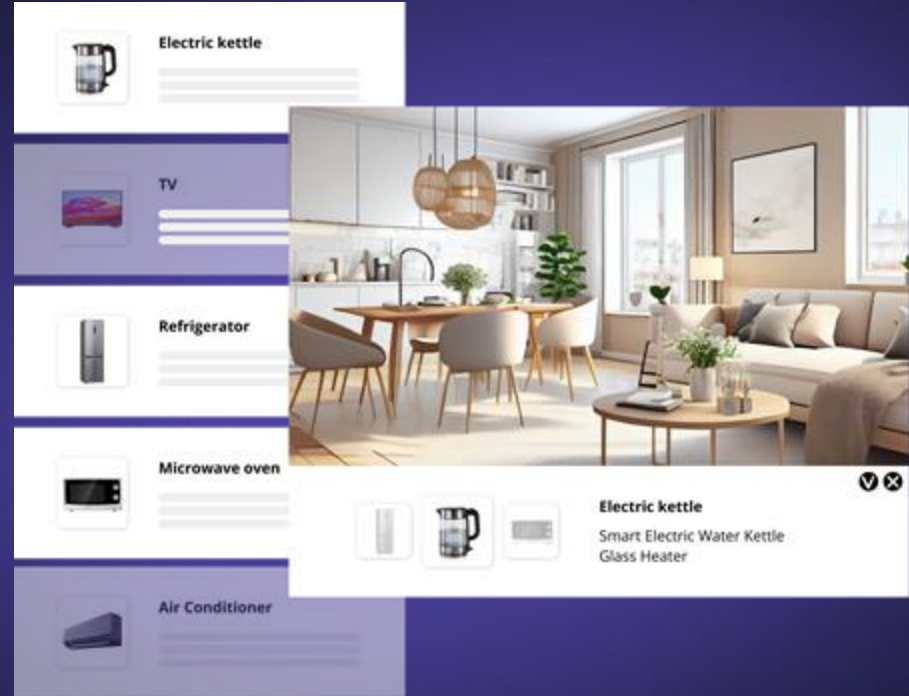 Electric kettle
TV
Refrigerator
Microwave oven
Air Conditioner
Electric kettle
Smart Electric Water Kettle
Glass Heater